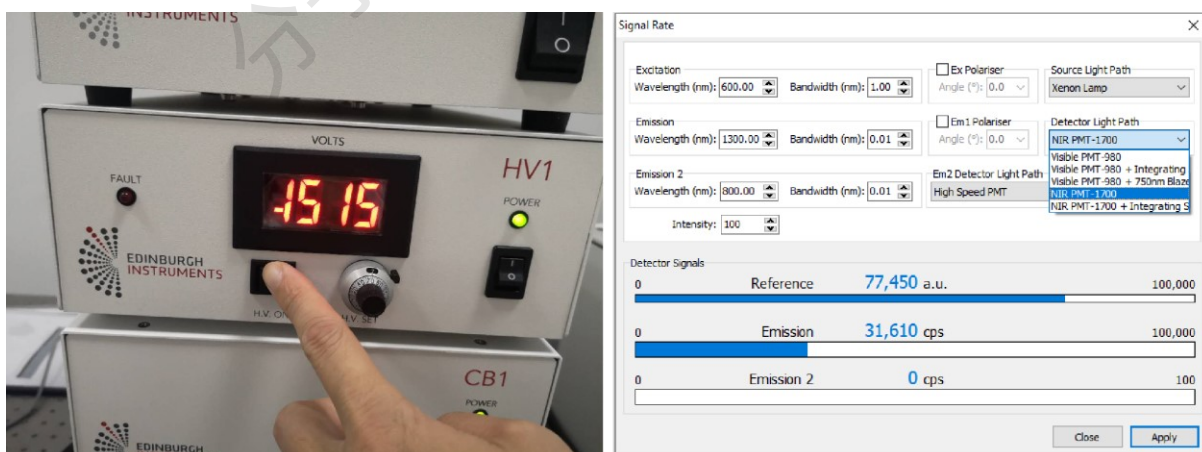 分
INSTRUMENTS
I
O
VOLTS
HV1
FAULT
-1515
POWER
EDINBURGH
INSTRUMENTS
H.V. ON
H.V. SET
CB1
POWER
EDINBURGH
Signal Rate
Excitation
Wavelength (nm): 600.00 Bandwidth (nm): 1.00
Ex Polariser
Angle (°): 0.0
Source Light Path
Xenon Lamp
Emission
Wavelength (nm): 1300.00 Bandwidth (nm): 0.01
Em1 Polariser
Angle (°): 0.0
Detector Light Path
NIR PMT-1700
Visible PMT-980
Visible PMT-980 + Integrating
Visible PMT-980 + 750nm Blaze
NIR PMT-1700
NIR PMT-1700 + Integrating S
Emission 2
Wavelength (nm): 800.00 Bandwidth (nm): 0.01
Em2 Detector Light Path
High Speed PMT
Intensity: 100
Detector Signals
0 Reference 77,450 a.u. 100,000
0 Emission 31,610 cps 100,000
0 Emission 2 0 cps 100
Close Apply